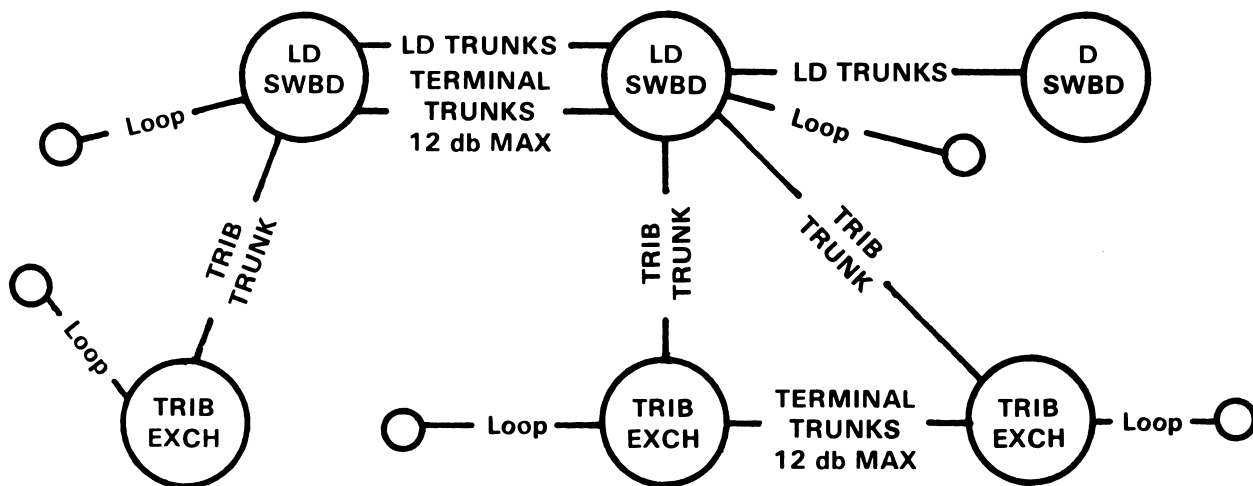 LD
SWBD
LD TRUNKS
TERMINAL
TRUNKS
12 db MAX
LD
SWBD
LD TRUNKS
D
SWBD
Loop
Loop
TRIB
TRUNK
TRIB
TRUNK
TRIB
TRUNK
Loop
TRIB
EXCH
Loop
TRIB
EXCH
TERMINAL
TRUNKS
12 db MAX
TRIB
EXCH
Loop